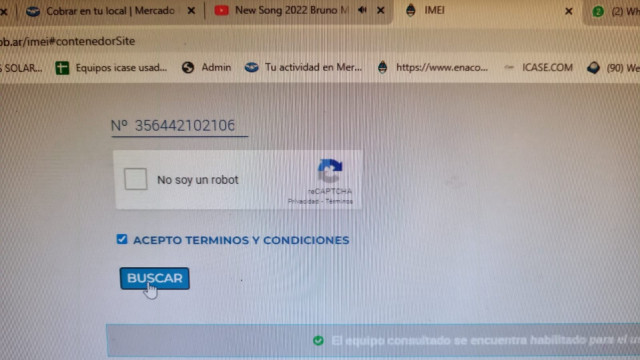 Cobrar en tu local | Mercado
New Song 2022 Bruno M
IMEI
(2) Wh
ob.ar/imei#contenedorSite
SOLAR...
Equipos icase usad...
Admin
Tu actividad en Mer...
https://www.enaco...
ICASE.COM
(90) We
Nº 356442102106
No soy un robot
reCAPTCHA
Privacidad - Términos
ACEPTO TERMINOS Y CONDICIONES
BUSCAR
El equipo consultado se encuentra habilitado para el u